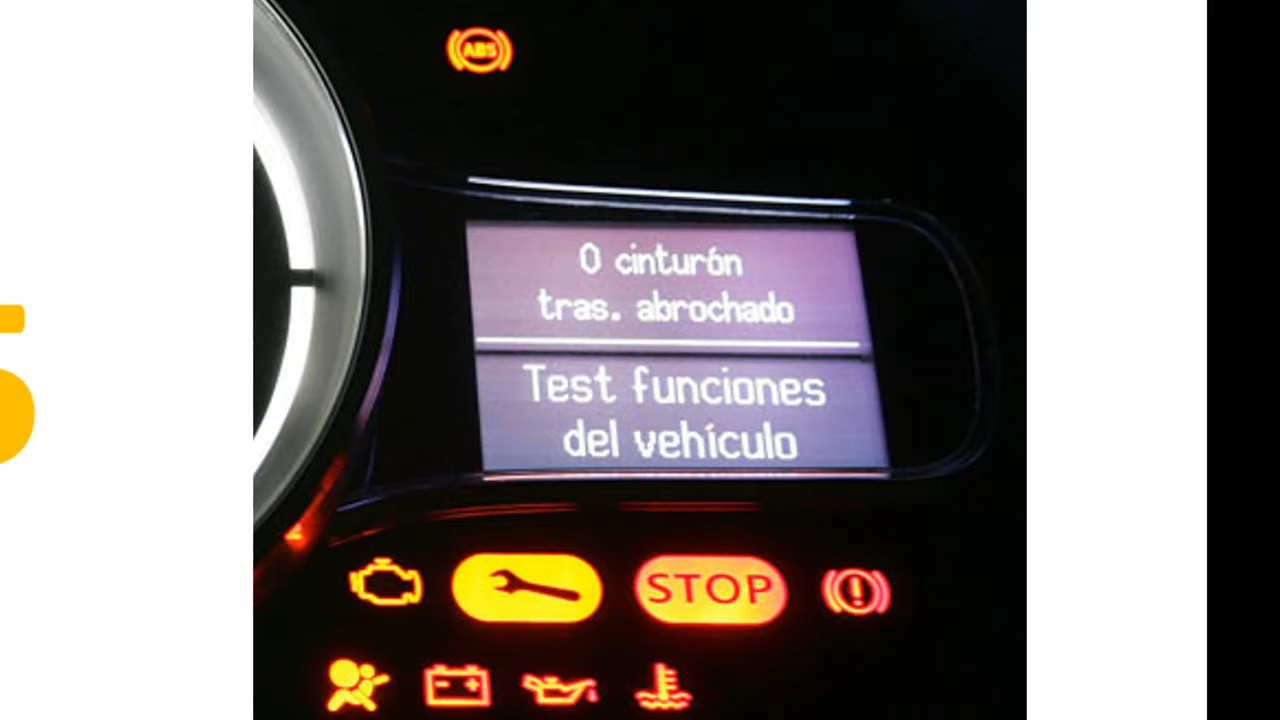 ABS
0 cinturón
tras. abrochado
Test funciones
del vehículo
STOP